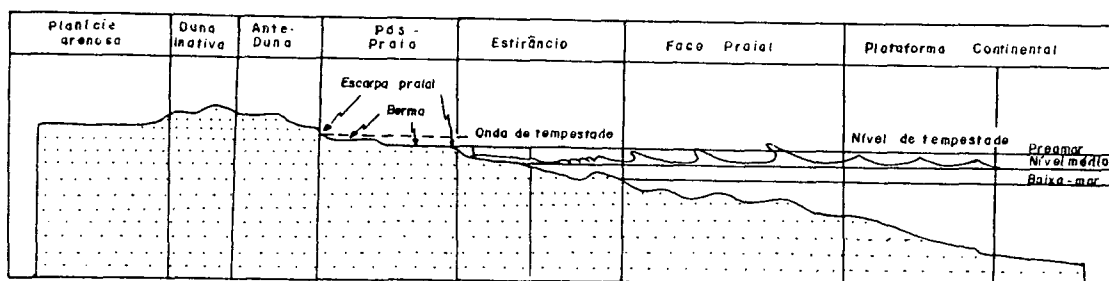 Planície
arenosa
Duna
inativa
Ante-
Duna
Pós-
Praia
Estirâncio
Face Praial
Plataforma Continental
Escarpa praial
Berma
Onda de tempestade
Nível de tempestade
Preamar
Nível médio
Baixa-mar